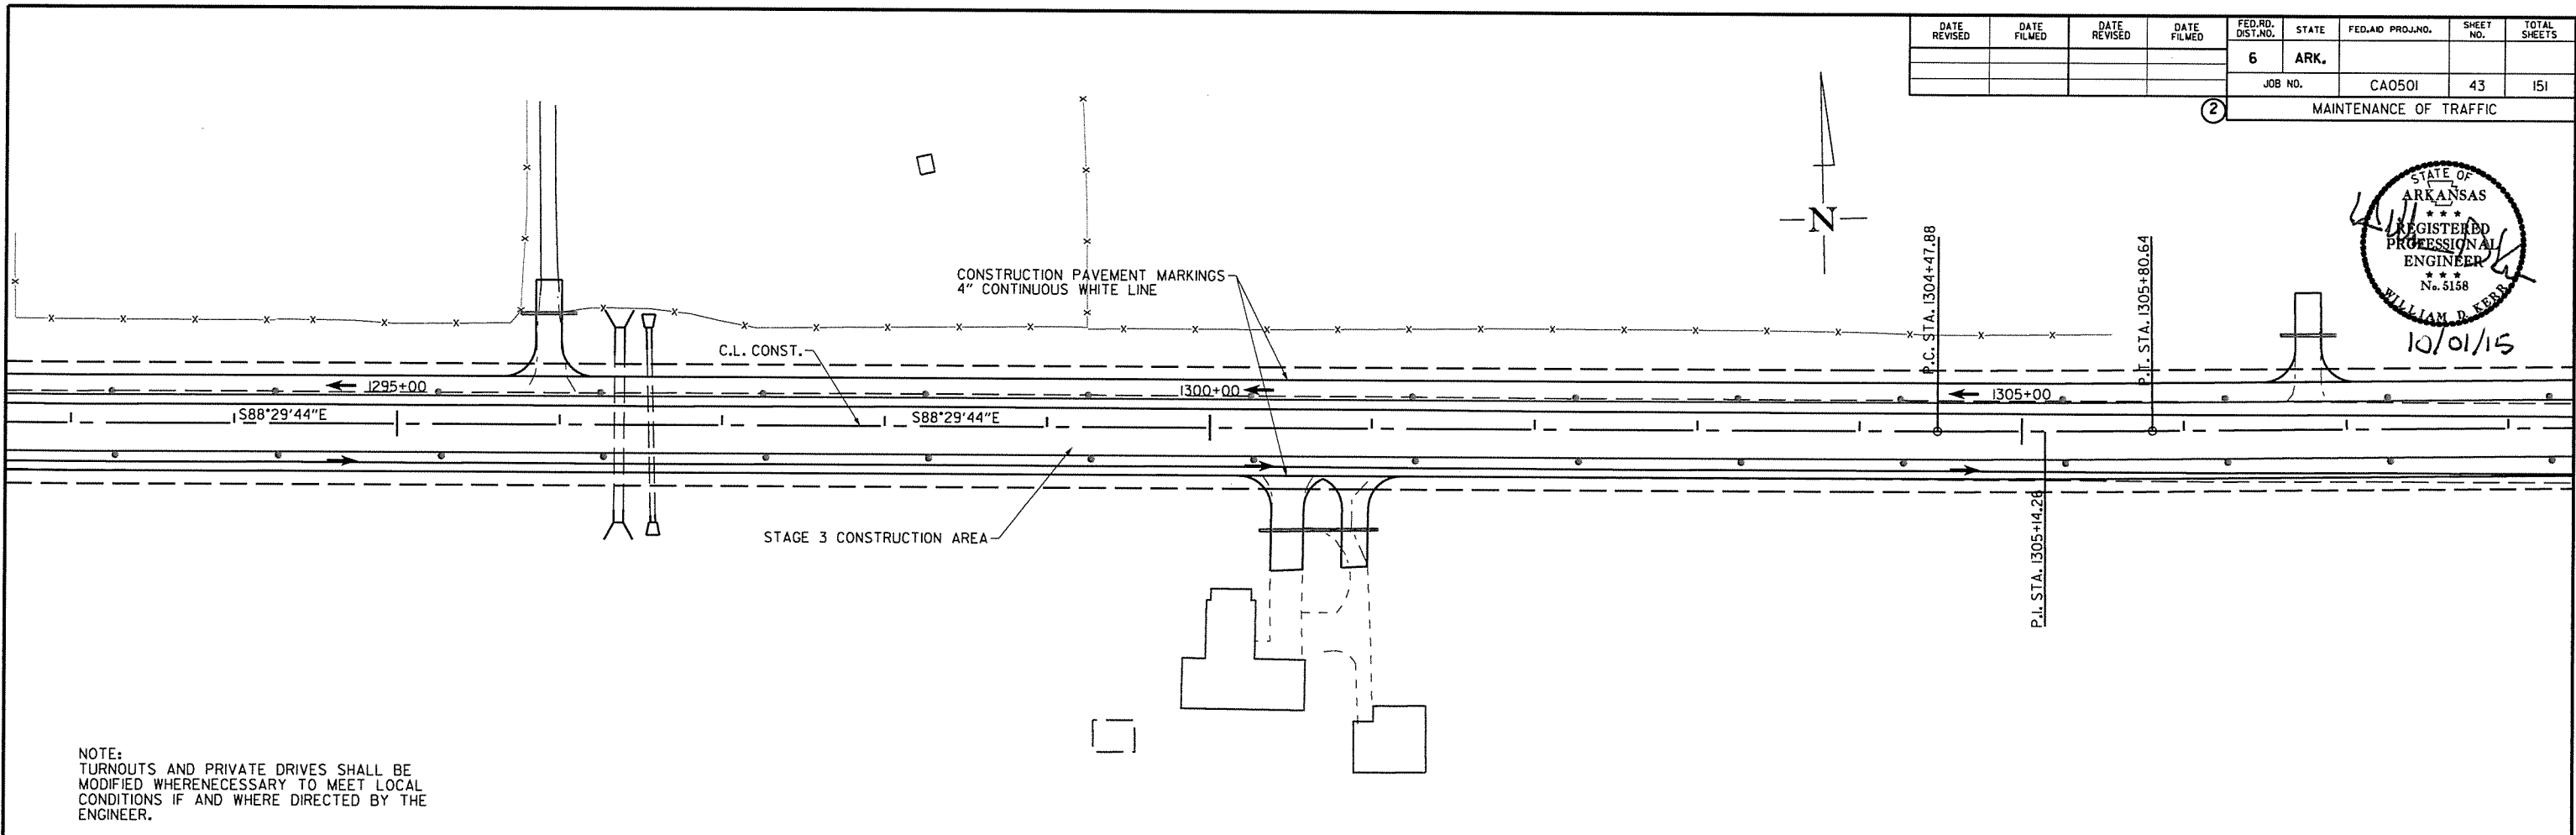 DATE REVISED DATE FILMED DATE REVISED DATE FILMED FED.RD. DIST.NO. STATE FED.AID PROJ.NO. SHEET NO. TOTAL SHEETS
6 ARK.
JOB NO. CA0501 43 151
2 MAINTENANCE OF TRAFFIC
STATE OF
ARKANSAS
★ ★ ★
REGISTERED
PROFESSIONAL
ENGINEER
★ ★ ★
No. 5158
WILLIAM D. KERR
10/01/15
N
P.C. STA. 1304+47.88
P.T. STA. 1305+80.64
CONSTRUCTION PAVEMENT MARKINGS
4" CONTINUOUS WHITE LINE
C.L. CONST.
1295+00 1300+00 1305+00
S88°29'44"E S88°29'44"E
P.I. STA. 1305+14.26
STAGE 3 CONSTRUCTION AREA
NOTE:
TURNOUTS AND PRIVATE DRIVES SHALL BE
MODIFIED WHERENECESSARY TO MEET LOCAL
CONDITIONS IF AND WHERE DIRECTED BY THE
ENGINEER.